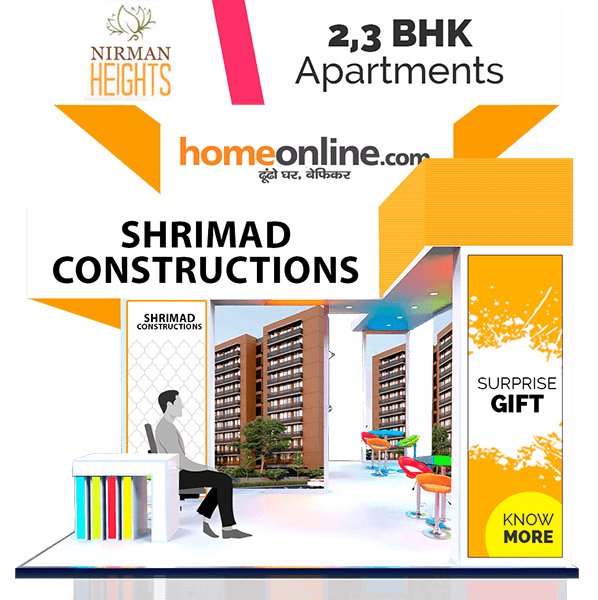 NIRMAN
HEIGHTS
2,3 BHK
Apartments
homeonline.com
ढूंढो घर, बेफिकर
SHRIMAD
CONSTRUCTIONS
SHRIMAD
CONSTRUCTIONS
SURPRISE
GIFT
KNOW
MORE